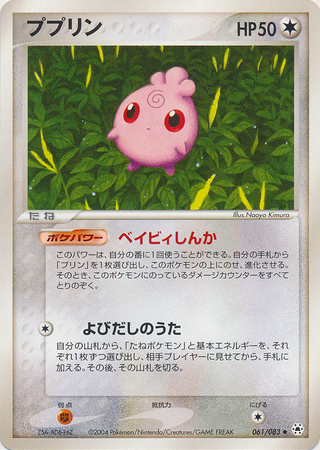 ププリン HP50
たね
Illus.Naoyo Kimura
ポケパワー ベイビィしんか
このパワーは、自分の番に1回使うことができる。自分の手札から
「プリン」を1枚選び出し、このポケモンの上にのせ、進化させる。
そのとき、このポケモンにのっているダメージカウンターをすべ
てとりのぞく。
よびだしのうた
自分の山札から、「たねポケモン」と基本エネルギーを、それ
ぞれ1枚ずつ選び出し、相手プレイヤーに見せてから、手札に
加える。その後、その山札を切る。
弱点 抵抗力 にげる
©2004 Pokémon/Nintendo/Creatures/GAME FREAK.
061/083